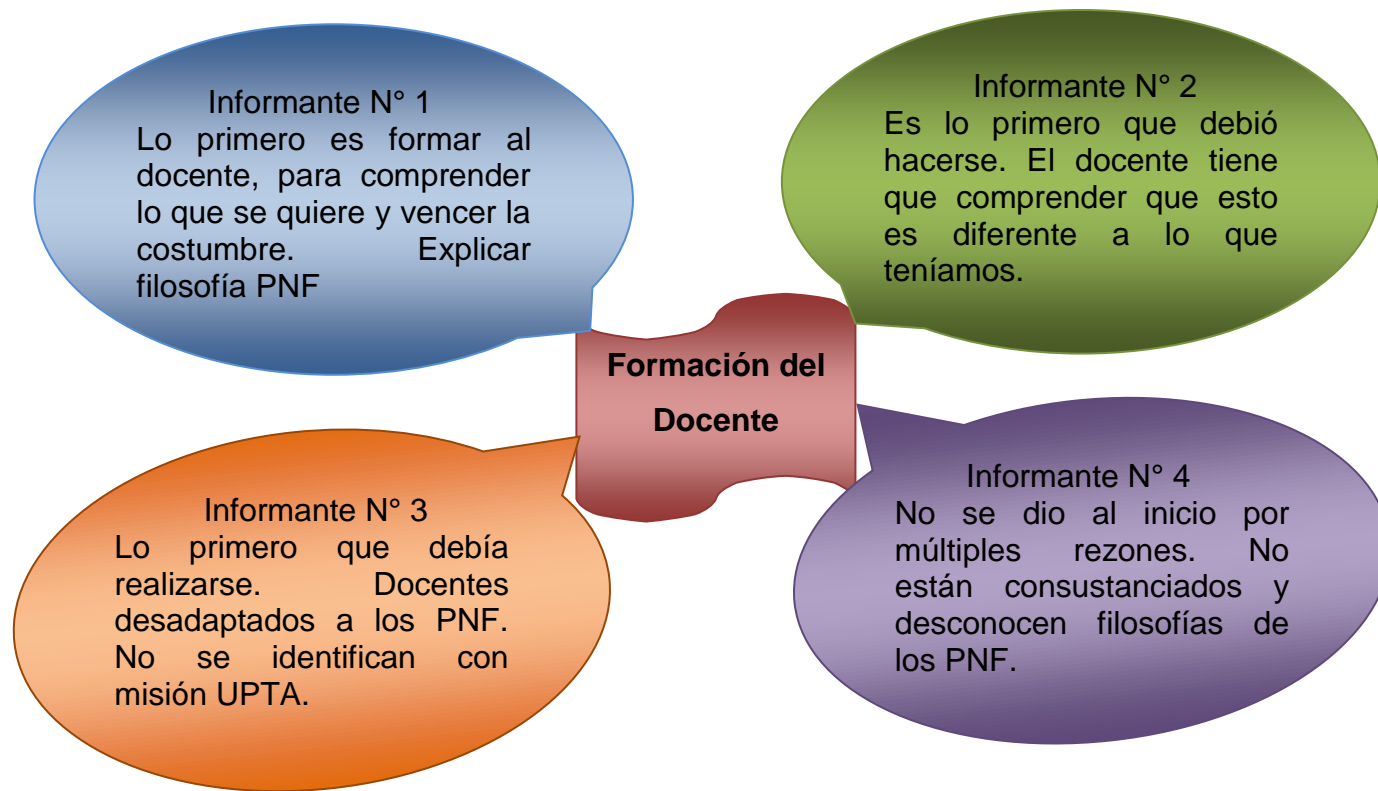 Informante N° 1
Lo primero es formar al
docente, para comprender
lo que se quiere y vencer la
costumbre. Explicar
filosofía PNF
Informante N° 2
Es lo primero que debió
hacerse. El docente tiene
que comprender que esto
es diferente a lo que
teníamos.
Formación del
Docente
Informante N° 3
Lo primero que debía
realizarse. Docentes
desadaptados a los PNF.
No se identifican con
misión UPTA.
Informante N° 4
No se dio al inicio por
múltiples rezones. No
están consustanciados y
desconocen filosofías de
los PNF.